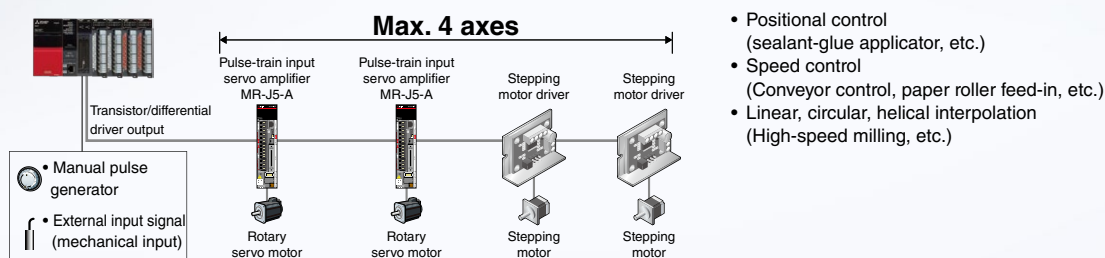 Max. 4 axes
Pulse-train input
servo amplifier
MR-J5-A
Pulse-train input
servo amplifier
MR-J5-A
Stepping
motor driver
Stepping
motor driver
Transistor/differential
driver output
• Manual pulse
generator
• External input signal
(mechanical input)
Rotary
servo motor
Rotary
servo motor
Stepping
motor
Stepping
motor
• Positional control
(sealant-glue applicator, etc.)
• Speed control
(Conveyor control, paper roller feed-in, etc.)
• Linear, circular, helical interpolation
(High-speed milling, etc.)